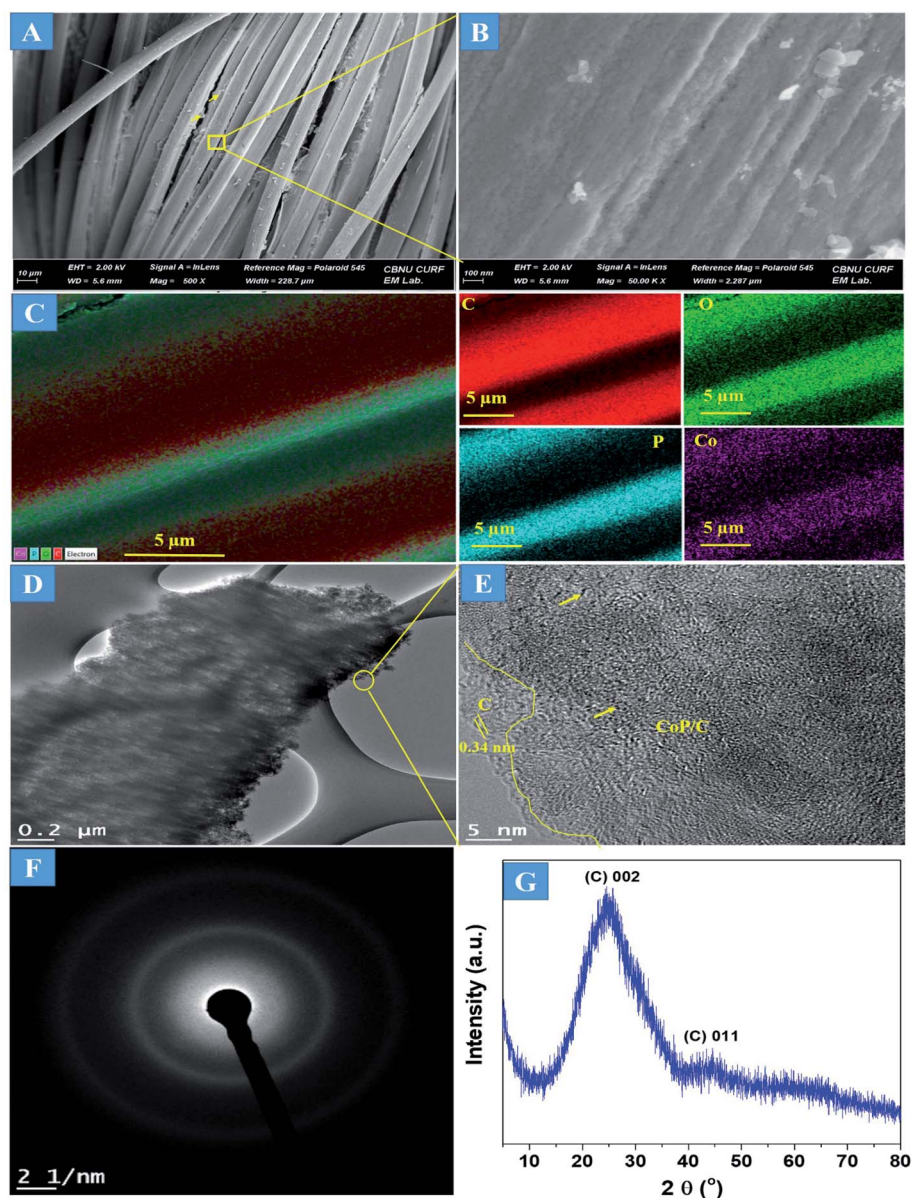 A
B
10 µm
EHT = 2.00 kV
Signal A = InLens
Reference Mag = Polaroid 545
CBNU CURF
WD = 5.6 mm
Mag = 500 X
Width = 228.7 µm
EM Lab.
100 nm
EHT = 2.00 kV
Signal A = InLens
Reference Mag = Polaroid 545
CBNU CURF
WD = 5.6 mm
Mag = 50.00 K X
Width = 2.287 µm
EM Lab.
C
5 µm
Co P O C Electron
C
5 µm
O
5 µm
P
5 µm
Co
5 µm
D
0.2 µm
E
C
0.34 nm
CoP/C
5 nm
F
2 1/nm
G
(C) 002
(C) 011
Intensity (a.u.)
10 20 30 40 50 60 70 80
2 θ (°)